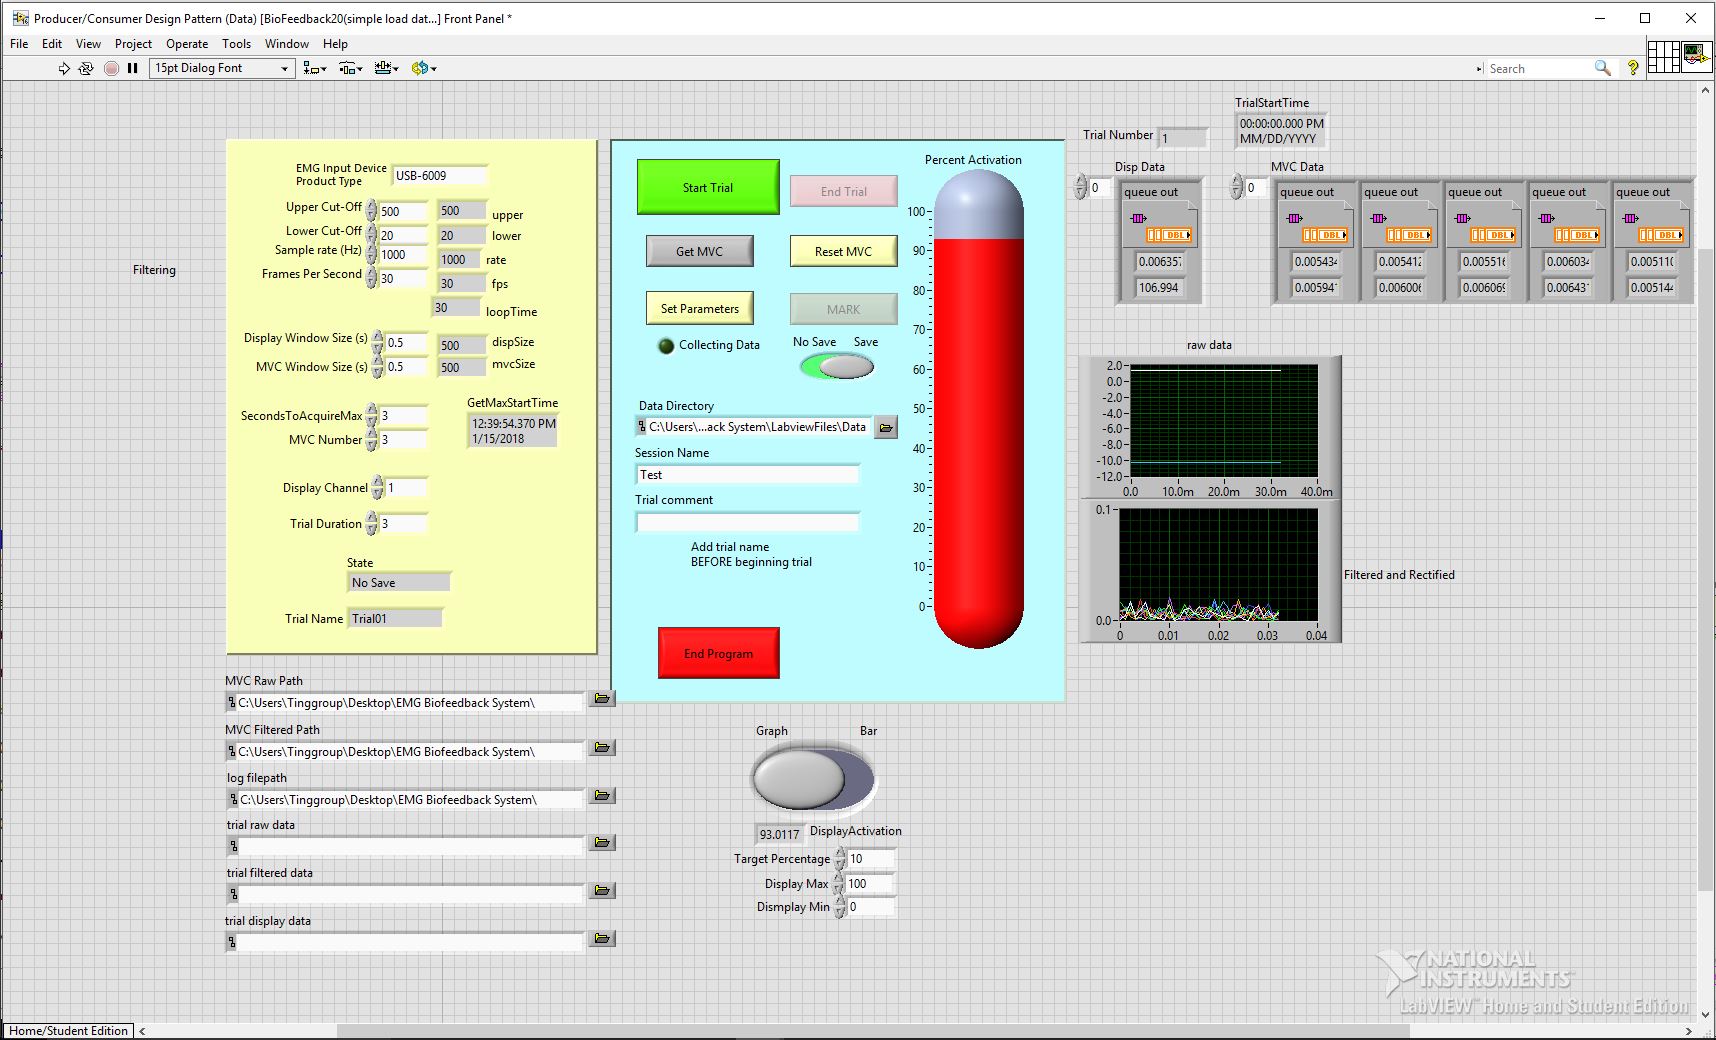 Producer/Consumer Design Pattern (Data) [BioFeedback20(simple load dat...] Front Panel *
File Edit View Project Operate Tools Window Help
15pt Dialog Font
Search
Filtering
EMG Input Device
Product Type
USB-6009
Upper Cut-Off 500 500 upper
Lower Cut-Off 20 20 lower
Sample rate (Hz) 1000 1000 rate
Frames Per Second 30 30 fps
30 loopTime
Display Window Size (s) 0.5 500 dispSize
MVC Window Size (s) 0.5 500 mvcSize
SecondsToAcquireMax 3
MVC Number 3
GetMaxStartTime
12:39:54.370 PM
1/15/2018
Display Channel 1
Trial Duration 3
State
No Save
Trial Name Trial01
Start Trial End Trial
Get MVC Reset MVC
Set Parameters MARK
Collecting Data
No Save Save
Data Directory
C:\Users\...ack System\LabviewFiles\Data
Session Name
Test
Trial comment
Add trial name
BEFORE beginning trial
End Program
Percent Activation
100
90
80
70
60
50
40
30
20
10
0
Trial Number 1
TrialStartTime
00:00:00.000 PM
MM/DD/YYYY
Disp Data
0
queue out
DBL
0.006357
106.994
MVC Data
0
queue out queue out queue out queue out queue out
DBL DBL DBL DBL DBL
0.005434 0.005412 0.005516 0.006034 0.005110
0.005941 0.006006 0.006069 0.006431 0.005144
raw data
2.0
0.0
-2.0
-4.0
-6.0
-8.0
-10.0
-12.0
0.0 10.0m 20.0m 30.0m 40.0m
0.1
0.0
0 0.01 0.02 0.03 0.04
Filtered and Rectified
MVC Raw Path
C:\Users\Tinggroup\Desktop\EMG Biofeedback System\
MVC Filtered Path
C:\Users\Tinggroup\Desktop\EMG Biofeedback System\
log filepath
C:\Users\Tinggroup\Desktop\EMG Biofeedback System\
trial raw data
trial filtered data
trial display data
Graph Bar
93.0117 DisplayActivation
Target Percentage 10
Display Max 100
Dismplay Min 0
NATIONAL
INSTRUMENTS™
LabVIEW™ Home and Student Edition
Home/Student Edition